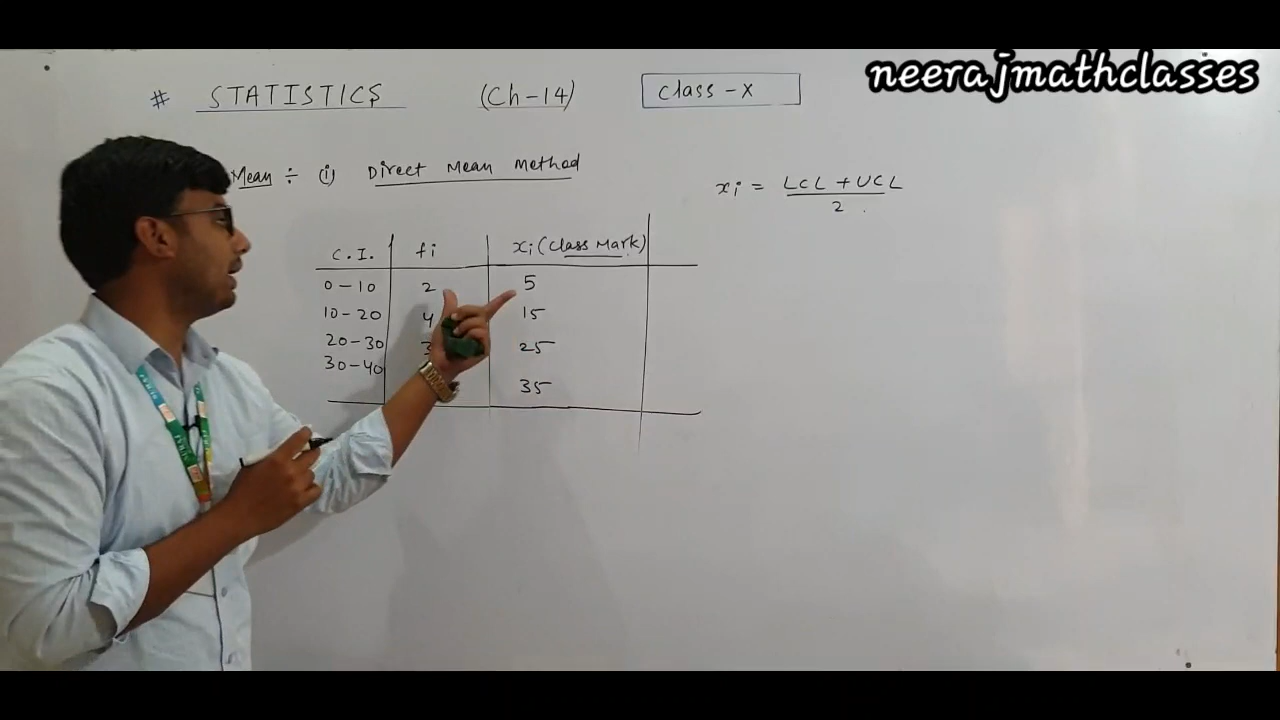 neerajmathclasses
# STATISTICS (Ch-14) Class - X
Mean ÷ (i) Direct Mean Method
xi = LCL + UCL
2
C.I. fi xi (Class Mark)
0-10 2 5
10-20 4 15
20-30 3 25
30-40
35